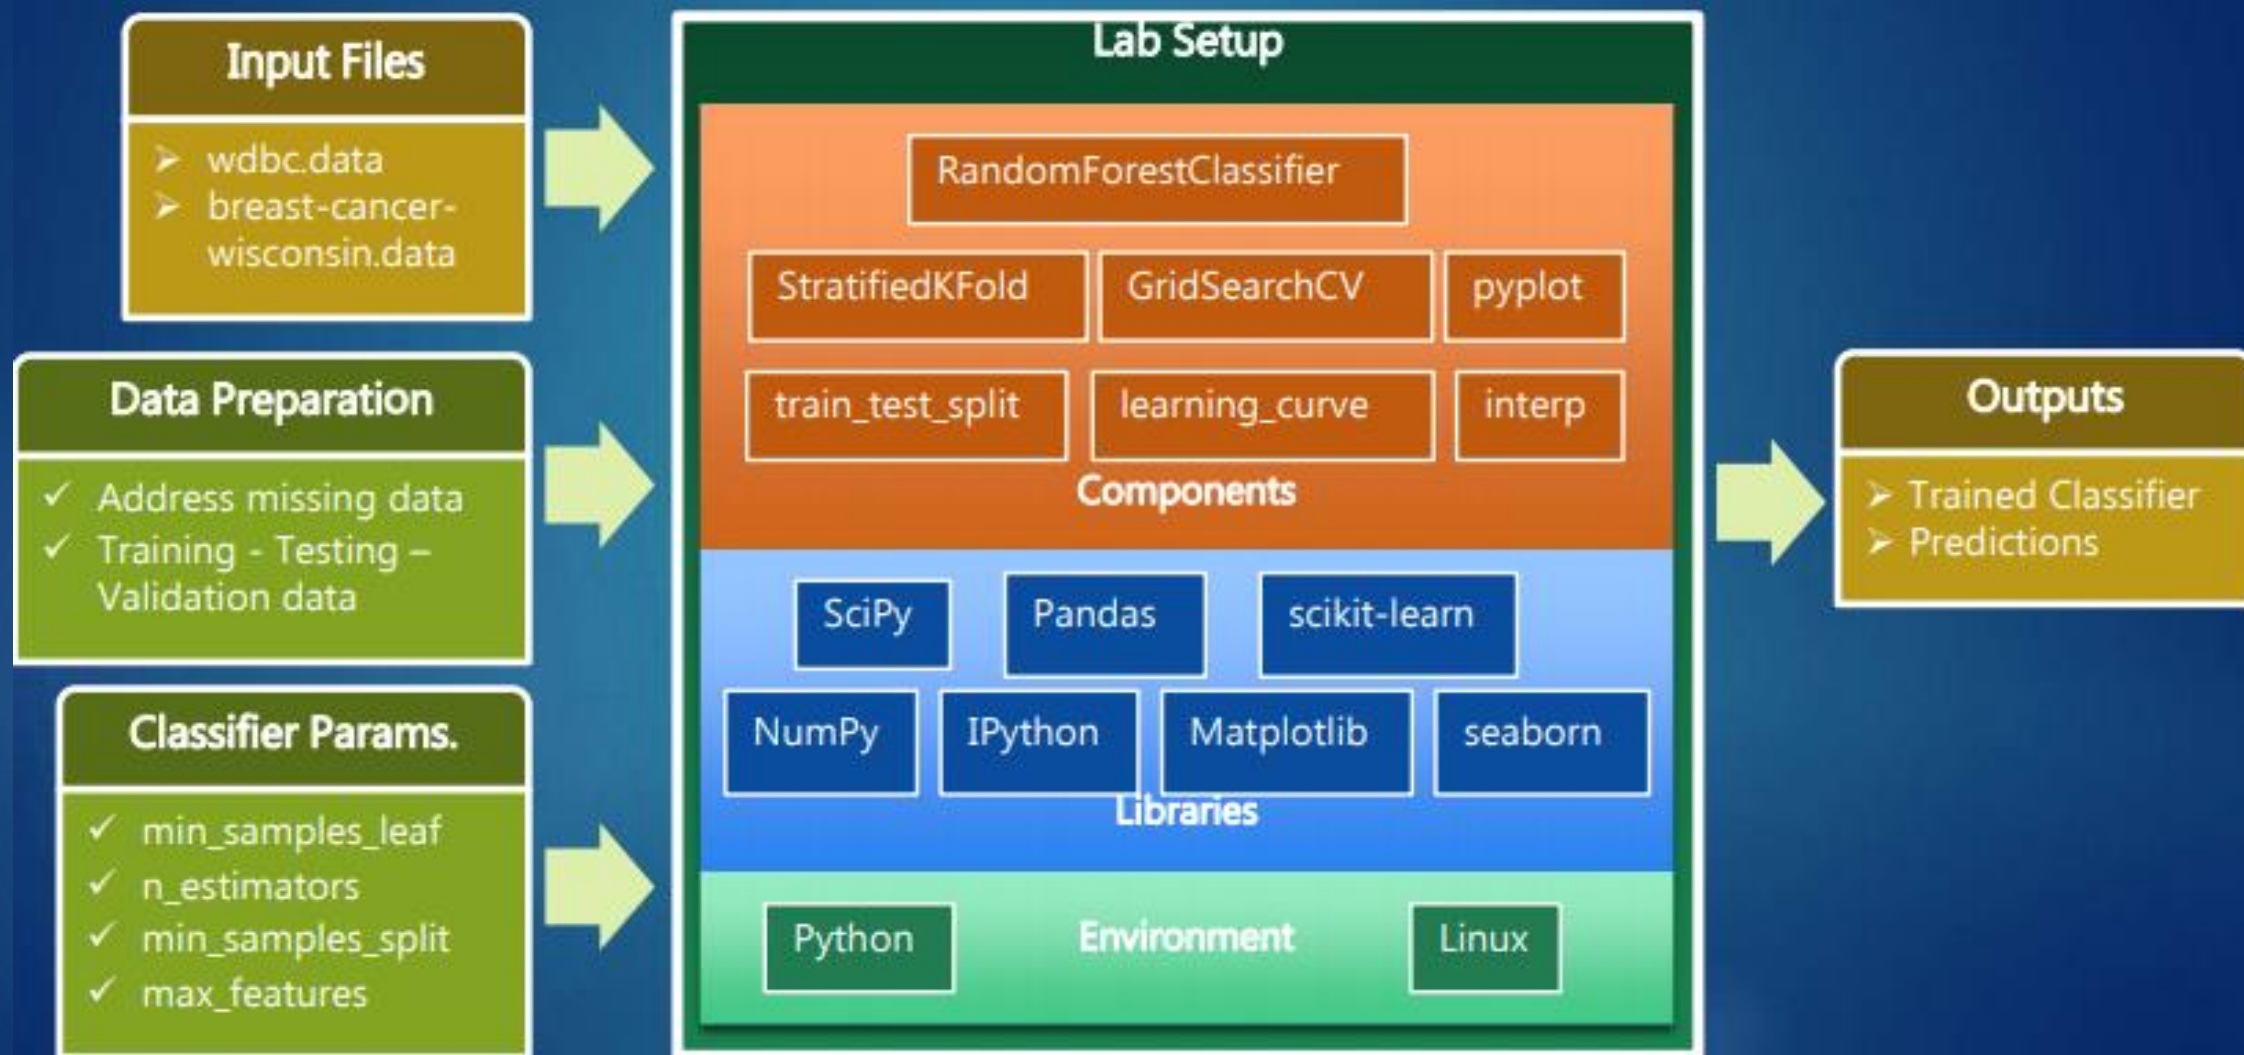 Input Files
➢ wdbc.data
➢ breast-cancer-
wisconsin.data
Data Preparation
✓ Address missing data
✓ Training - Testing –
Validation data
Classifier Params.
✓ min_samples_leaf
✓ n_estimators
✓ min_samples_split
✓ max_features
Lab Setup
RandomForestClassifier
StratifiedKFold GridSearchCV pyplot
train_test_split learning_curve interp
Components
SciPy Pandas scikit-learn
NumPy IPython Matplotlib seaborn
Libraries
Python Environment Linux
Outputs
➢ Trained Classifier
➢ Predictions